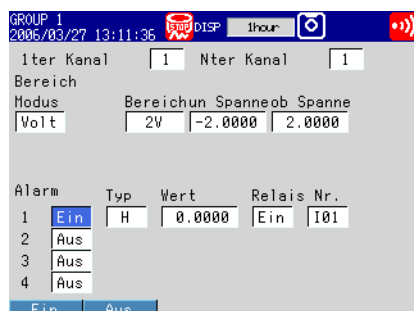 GROUP 1
2006/03/27 13:11:36 STOP DISP 1hour
1ter Kanal 1 Nter Kanal 1
Bereich
Modus Bereichun Spanneob Spanne
Volt 2V -2.0000 2.0000
Alarm Typ Wert Relais Nr.
1 Ein H 0.0000 Ein I01
2 Aus
3 Aus
4 Aus
Ein Aus